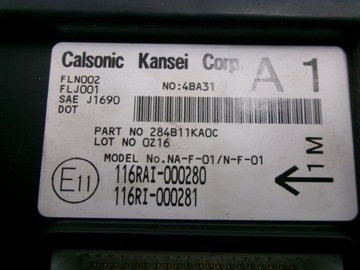 Calsonic Kansei Corp. A 1
FLN002
FLJ001
SAE J1690
DOT
NO:4BA31
PART NO 284B11KA0C
LOT NO 0Z16
MODEL No.NA-F-01/N-F-01
E11
116RAI-000280
116RI-000281
1M